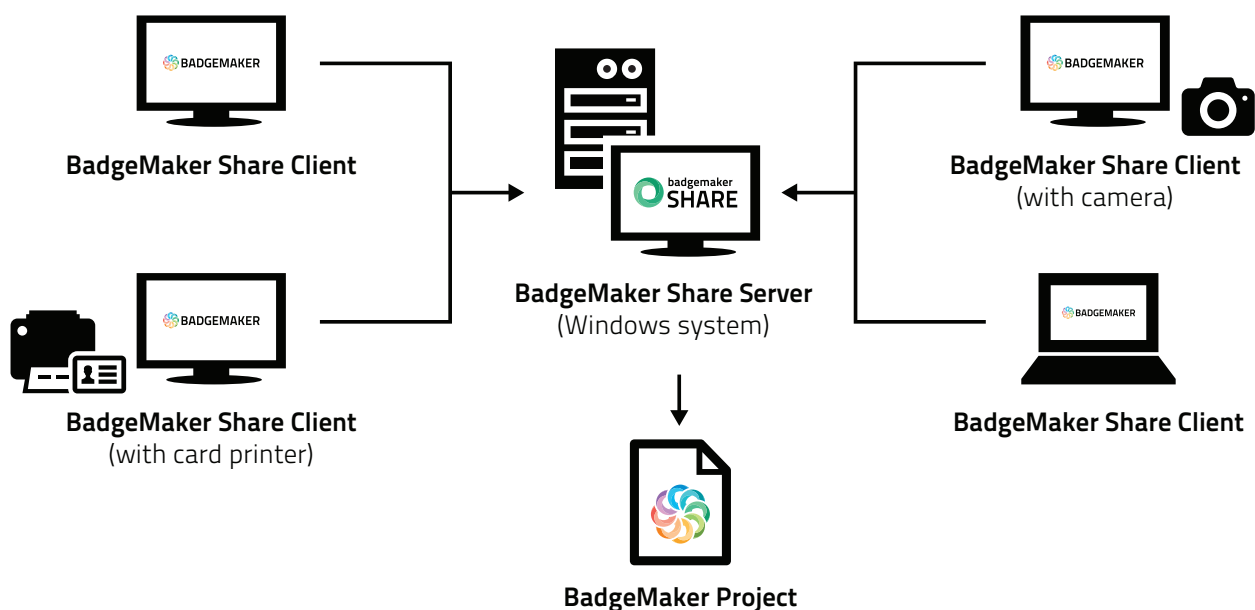 BADGEMAKER
BadgeMaker Share Client
BADGEMAKER
BadgeMaker Share Client
(with card printer)
badgemaker
SHARE
BadgeMaker Share Server
(Windows system)
BADGEMAKER
BadgeMaker Share Client
(with camera)
BADGEMAKER
BadgeMaker Share Client
BadgeMaker Project